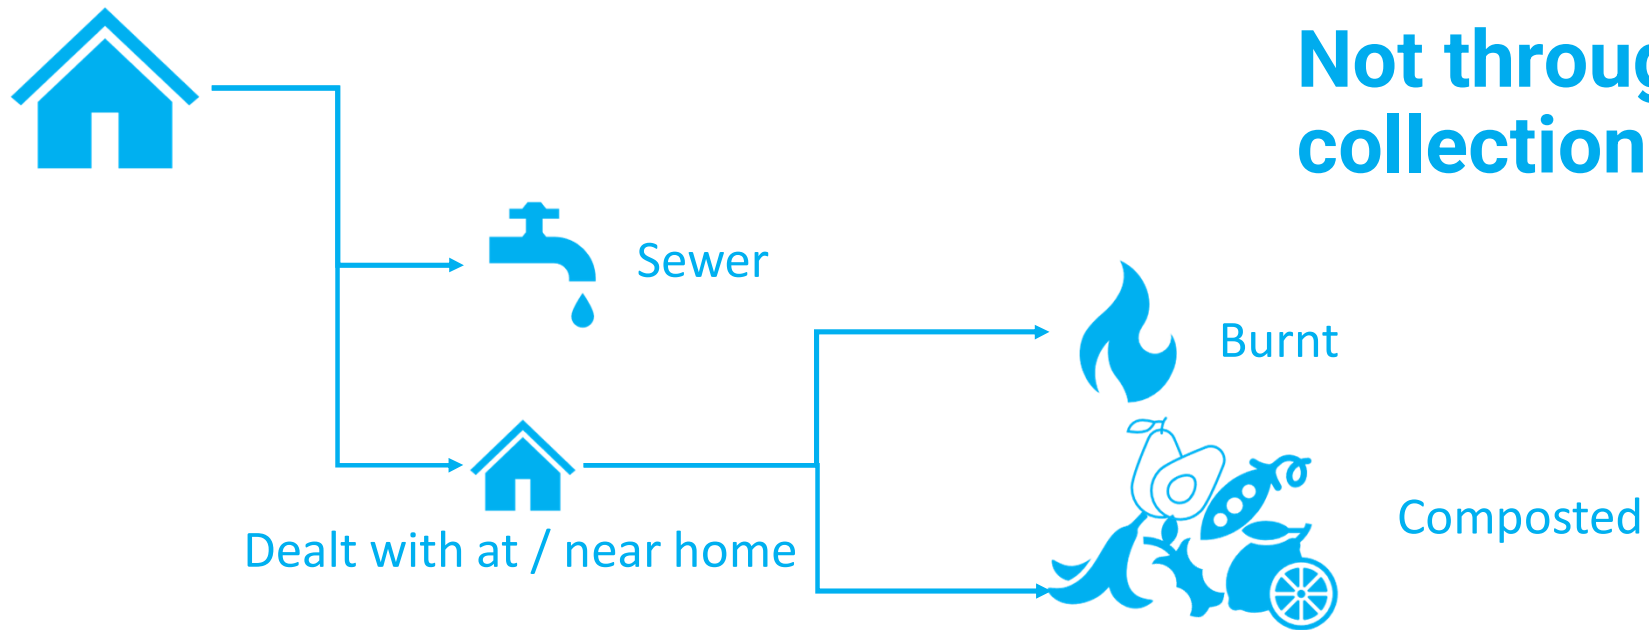 Not throug
collection
Sewer
Burnt
Composted
Dealt with at / near home